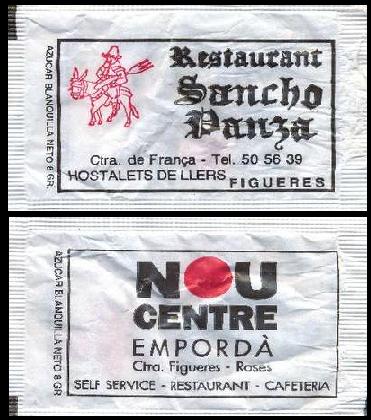 AZUCAR BLANQUILLA NETO 8 GR.
Restaurant
Sancho
Panza
Ctra. de França - Tel. 50 56 39
HOSTALETS DE LLERS FIGUERES
AZUCAR BLANQUILLA NETO 8 GR
NOU
CENTRE
EMPORDÀ
Ctra. Figueres - Roses
SELF SERVICE - RESTAURANT - CAFETERIA